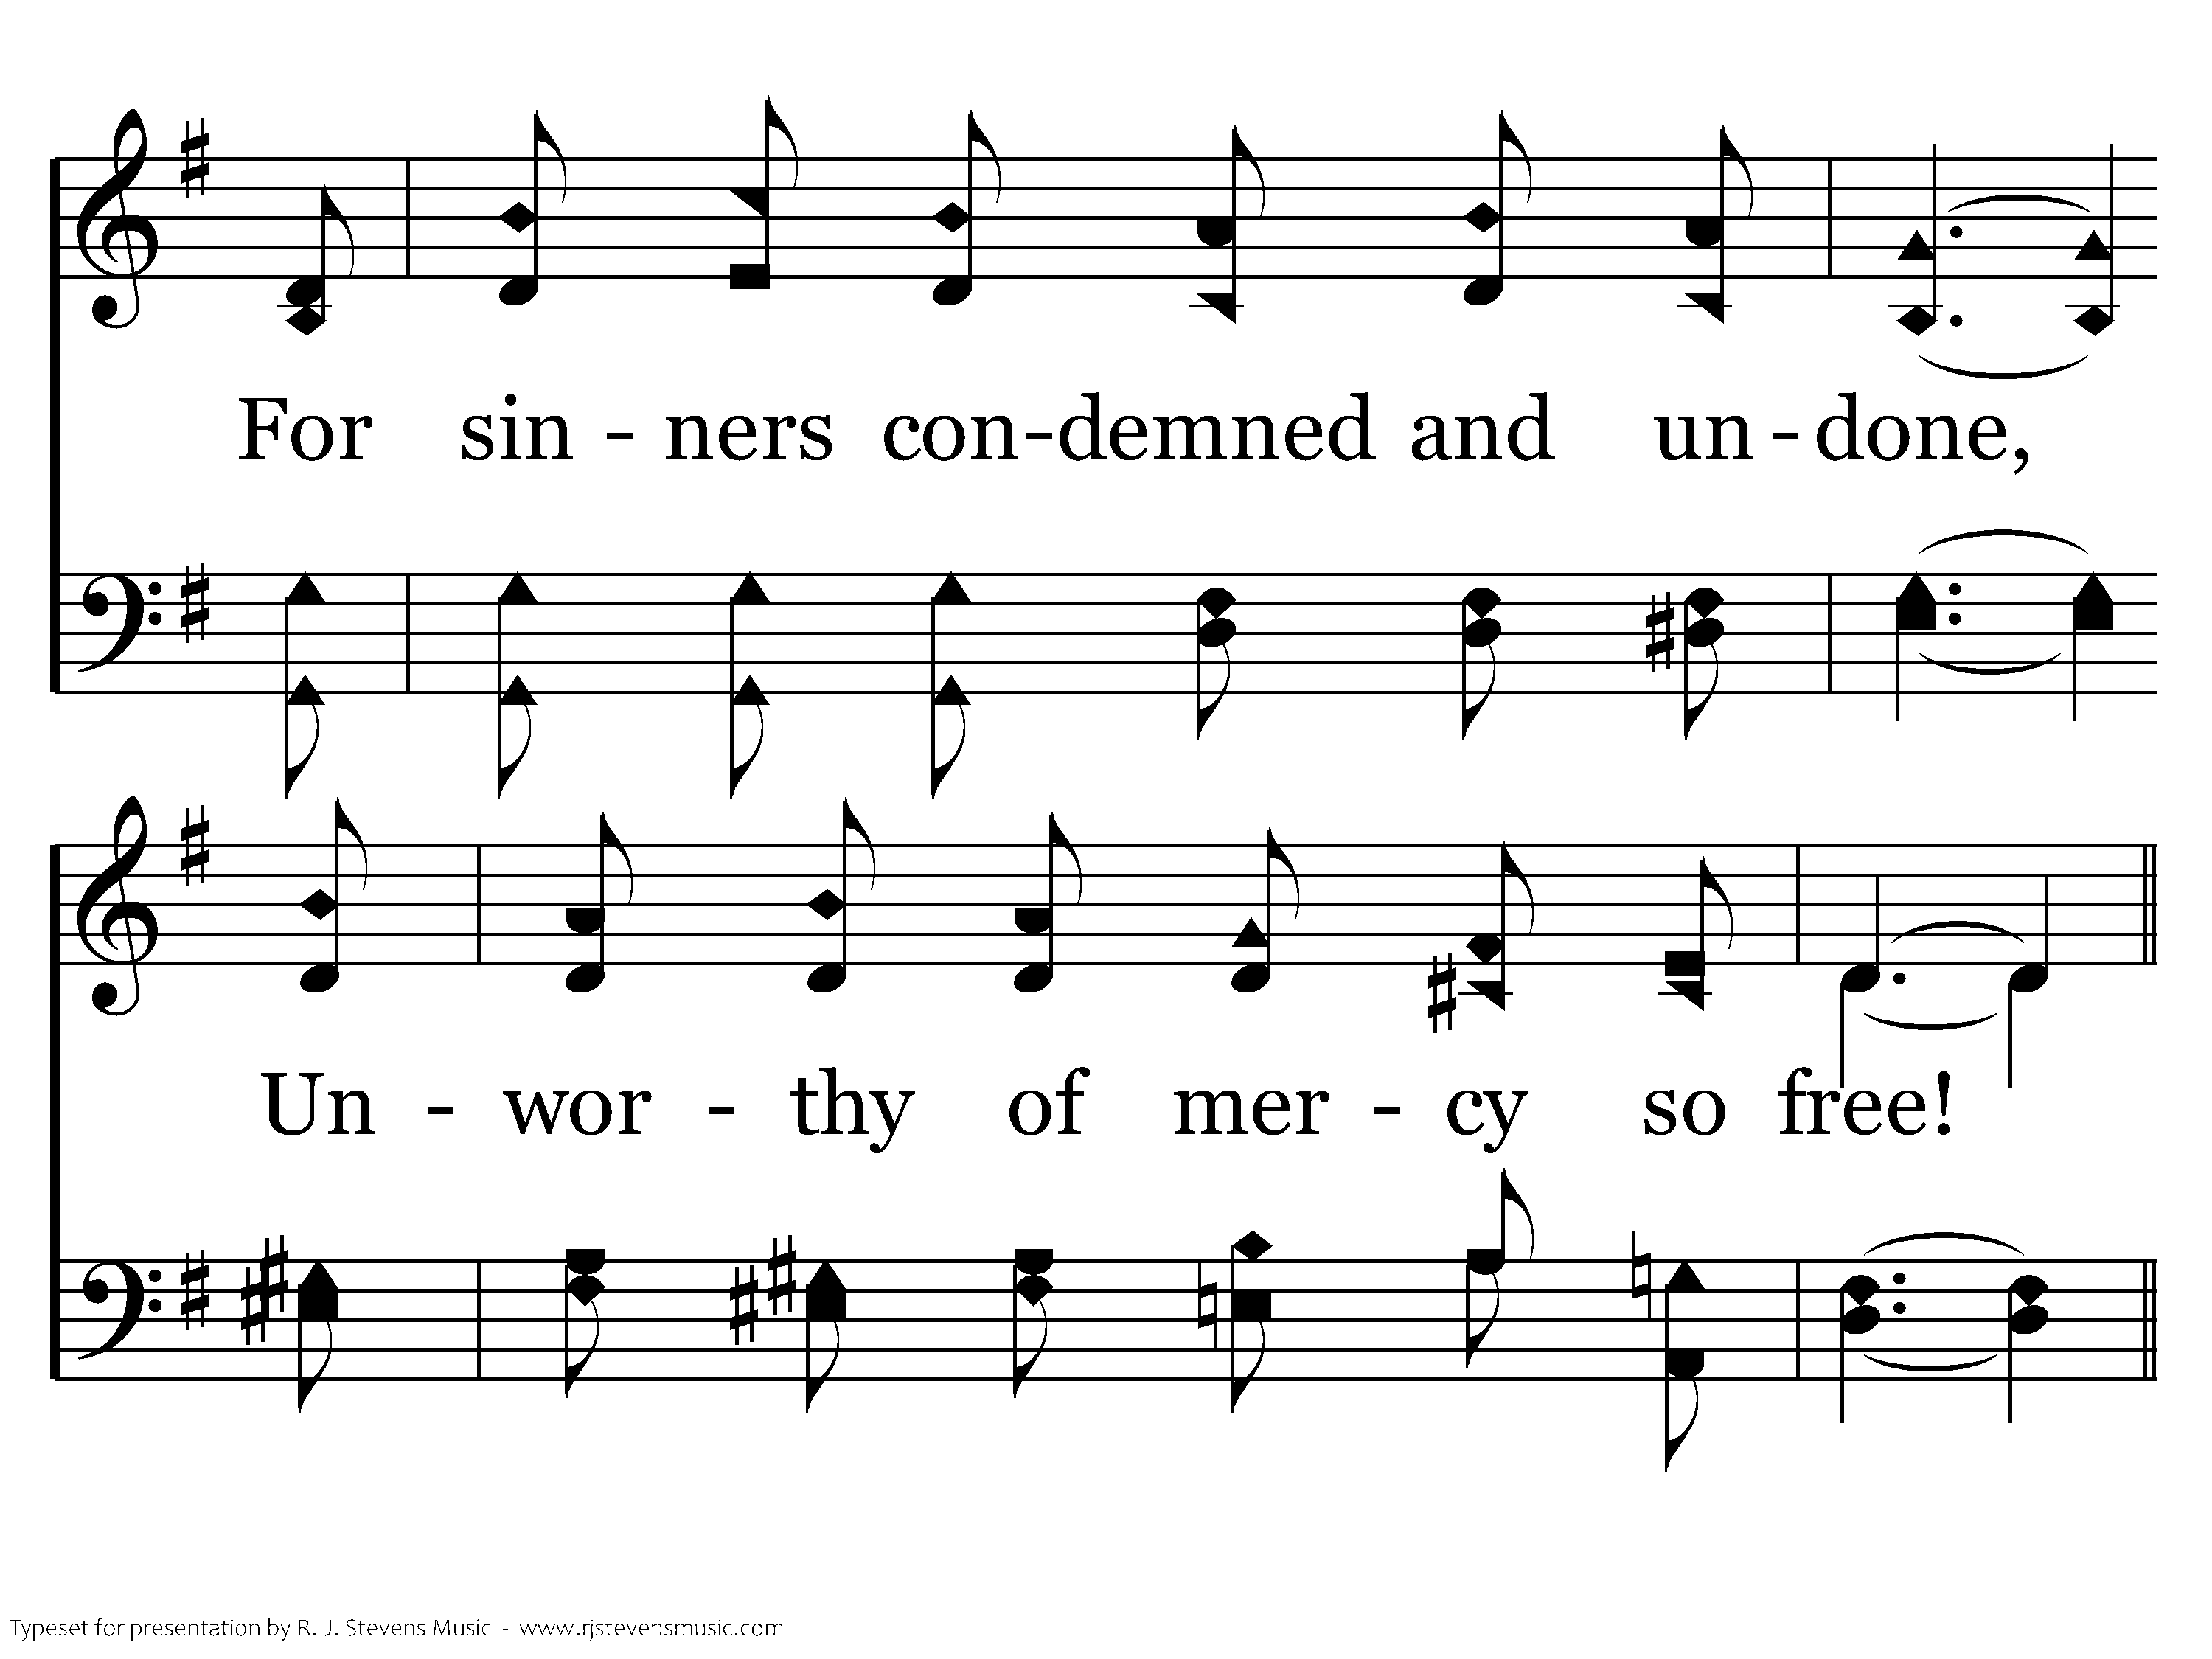 For sin - ners con-demned and un - done,
Un - wor - thy of mer - cy so free!
Typeset for presentation by R. J. Stevens Music - www.rjstevensmusic.com